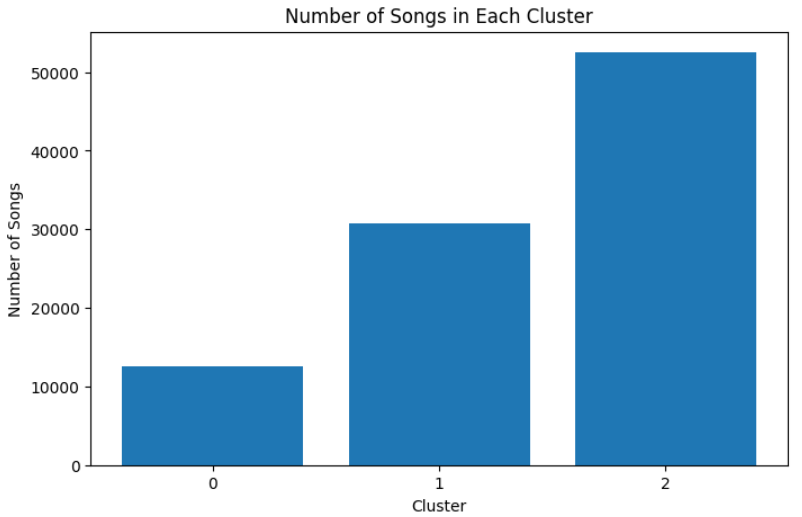 Number of Songs in Each Cluster
Number of Songs
50000
40000
30000
20000
10000
0
0 1 2
Cluster